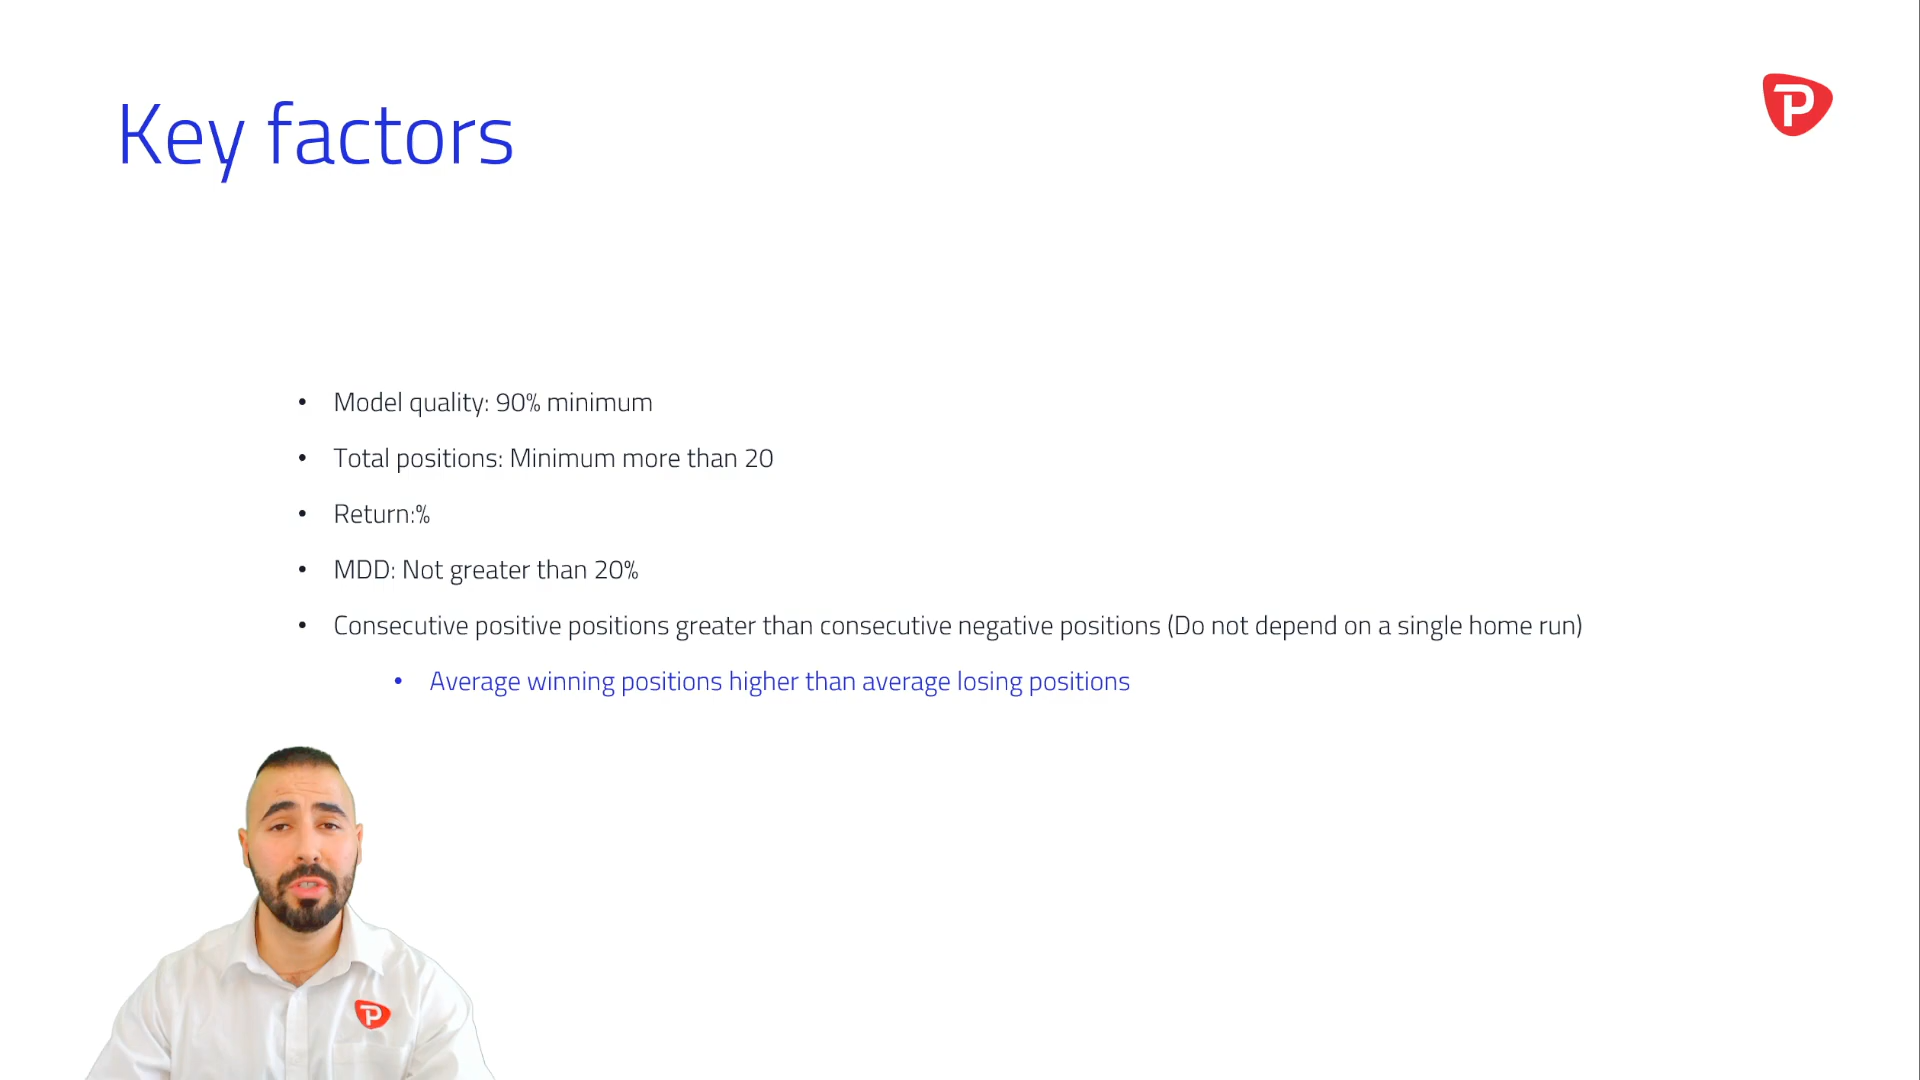 Key factors
P
• Model quality: 90% minimum
• Total positions: Minimum more than 20
• Return:%
• MDD: Not greater than 20%
• Consecutive positive positions greater than consecutive negative positions (Do not depend on a single home run)
• Average winning positions higher than average losing positions
P